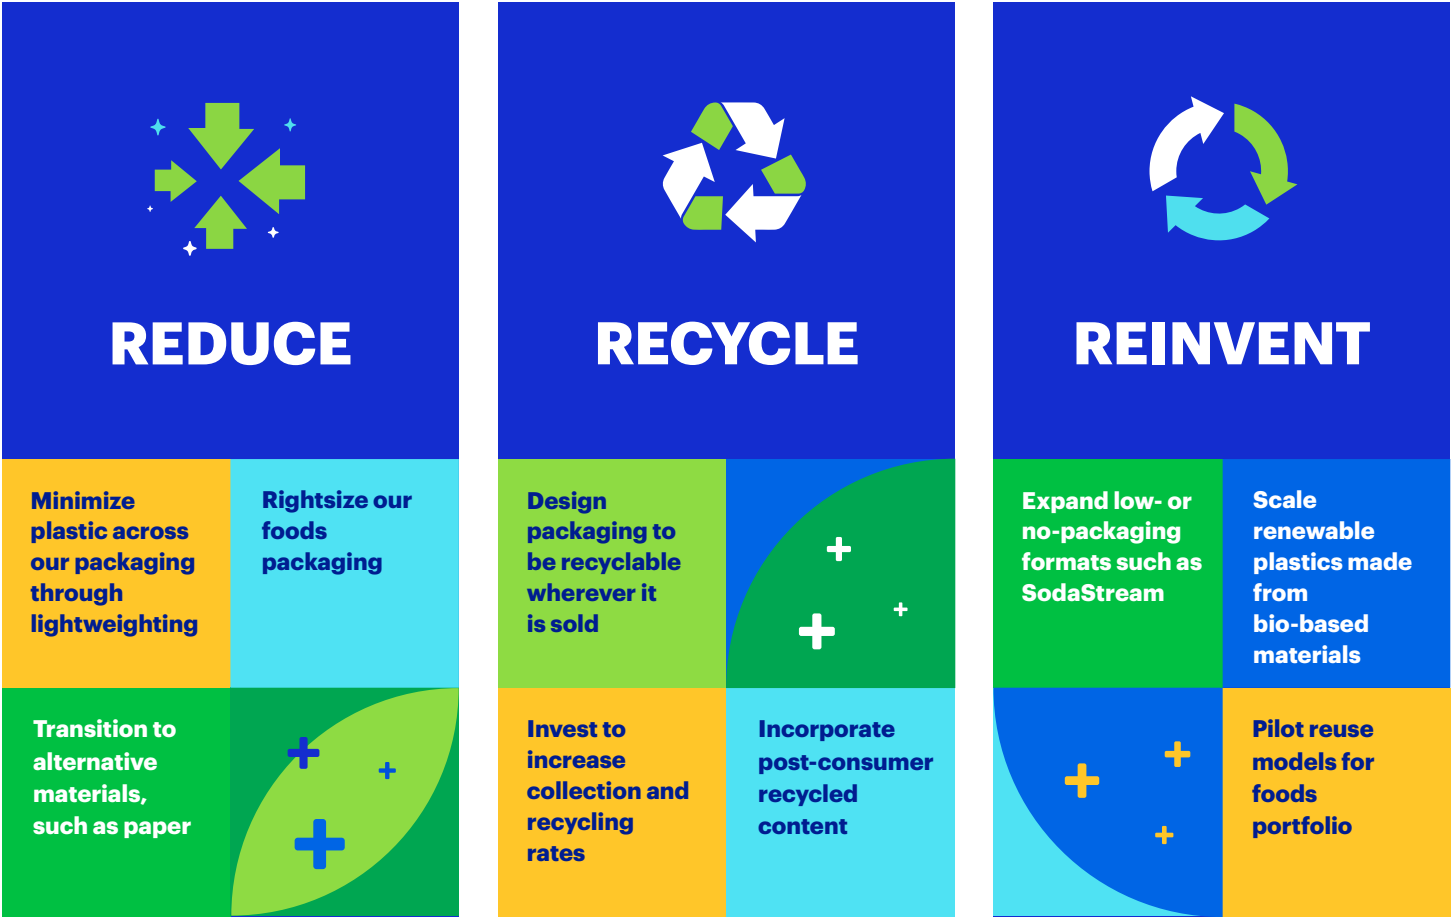 REDUCE
Minimize
plastic across
our packaging
through
lightweighting
Rightsize our
foods
packaging
Transition to
alternative
materials,
such as paper
RECYCLE
Design
packaging to
be recyclable
wherever it
is sold
Invest to
increase
collection and
recycling
rates
Incorporate
post-consumer
recycled
content
REINVENT
Expand low- or
no-packaging
formats such as
SodaStream
Scale
renewable
plastics made
from
bio-based
materials
Pilot reuse
models for
foods
portfolio